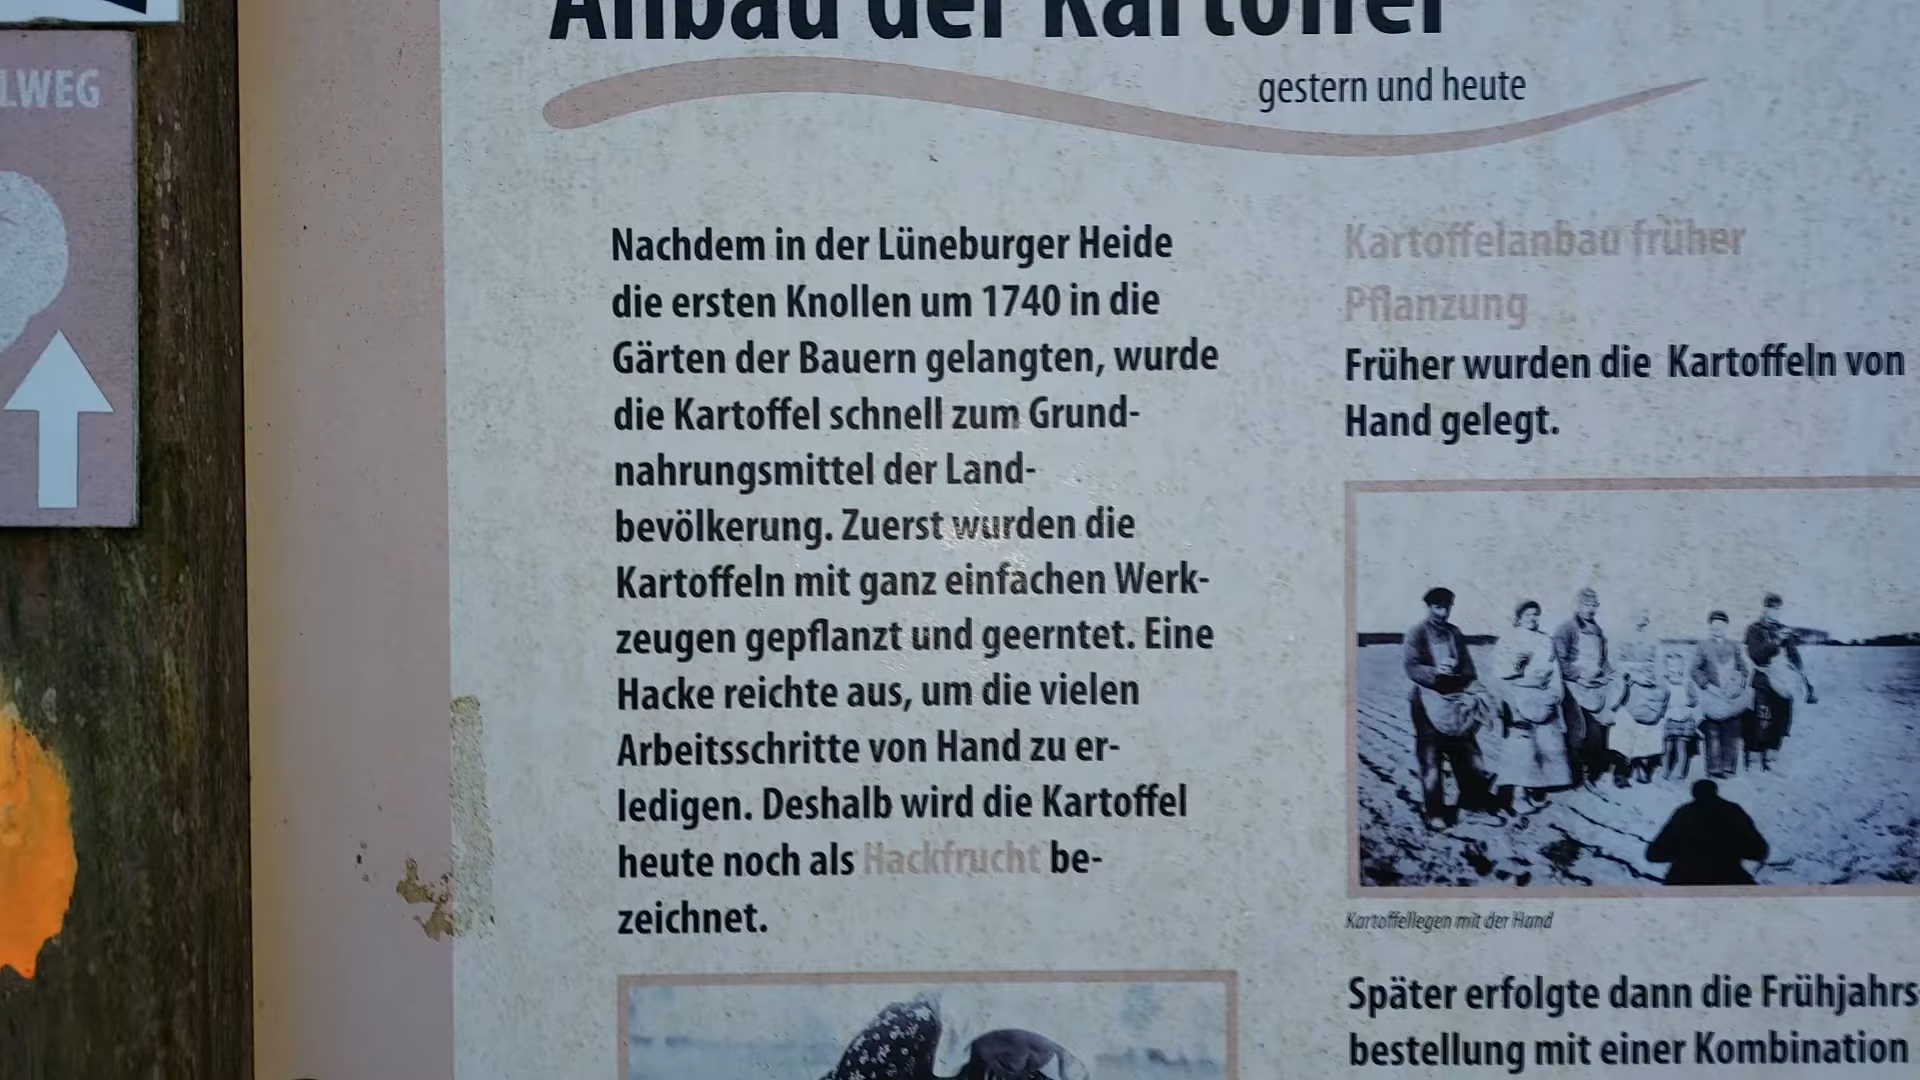 Anbau der Kartoffel
gestern und heute
LWEG
Nachdem in der Lüneburger Heide
die ersten Knollen um 1740 in die
Gärten der Bauern gelangten, wurde
die Kartoffel schnell zum Grund-
nahrungsmittel der Land-
bevölkerung. Zuerst wurden die
Kartoffeln mit ganz einfachen Werk-
zeugen gepflanzt und geerntet. Eine
Hacke reichte aus, um die vielen
Arbeitsschritte von Hand zu er-
ledigen. Deshalb wird die Kartoffel
heute noch als Hackfrucht be-
zeichnet.
Kartoffelanbau früher
Pflanzung
Früher wurden die Kartoffeln von
Hand gelegt.
Kartoffellegen mit der Hand
Später erfolgte dann die Frühjahrs
bestellung mit einer Kombination